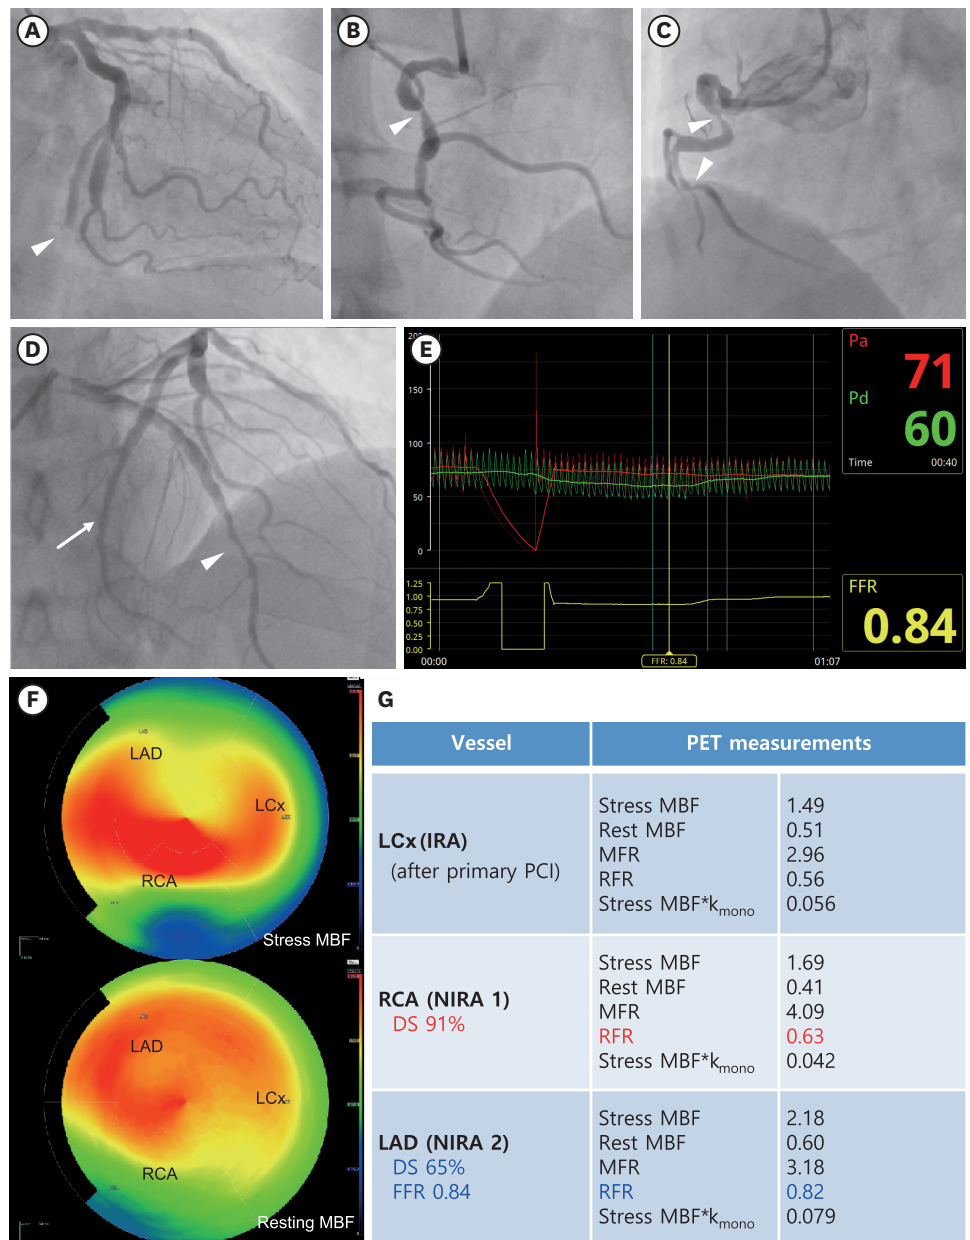 A
B
C
D
E
200
150
100
50
0
1.25
1.00
0.75
0.50
0.25
0.00
00:00
FFR: 0.84
01:07
Pa
71
Pd
60
Time 00:40
FFR
0.84
F
LAD
LCx
RCA
Stress MBF
LAD
LCx
RCA
Resting MBF
G
Vessel PET measurements
LCx (IRA)
(after primary PCI)
Stress MBF 1.49
Rest MBF 0.51
MFR 2.96
RFR 0.56
Stress MBF*kmono 0.056
RCA (NIRA 1)
DS 91%
Stress MBF 1.69
Rest MBF 0.41
MFR 4.09
RFR 0.63
Stress MBF*kmono 0.042
LAD (NIRA 2)
DS 65%
FFR 0.84
Stress MBF 2.18
Rest MBF 0.60
MFR 3.18
RFR 0.82
Stress MBF*kmono 0.079